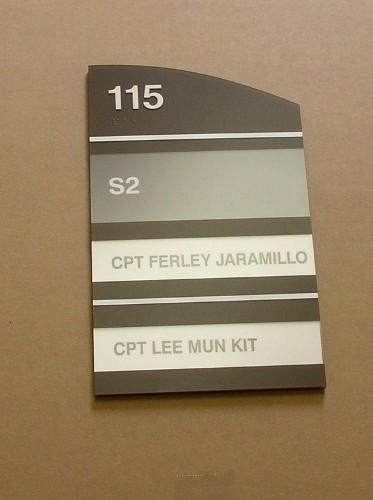 115
S2
CPT FERLEY JARAMILLO
CPT LEE MUN KIT